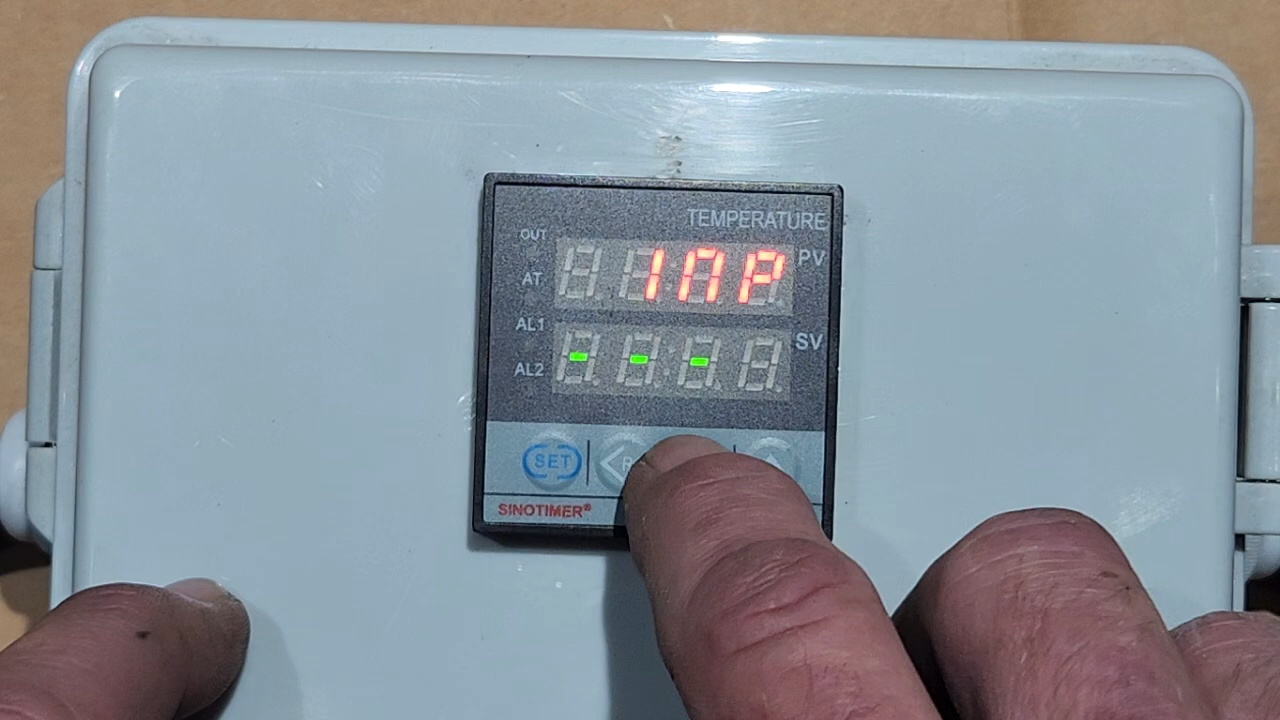 TEMPERATURE
OUT
INP
PV
AT
AL1
SV
- - -
AL2
SET
<R
SINOTIMER®